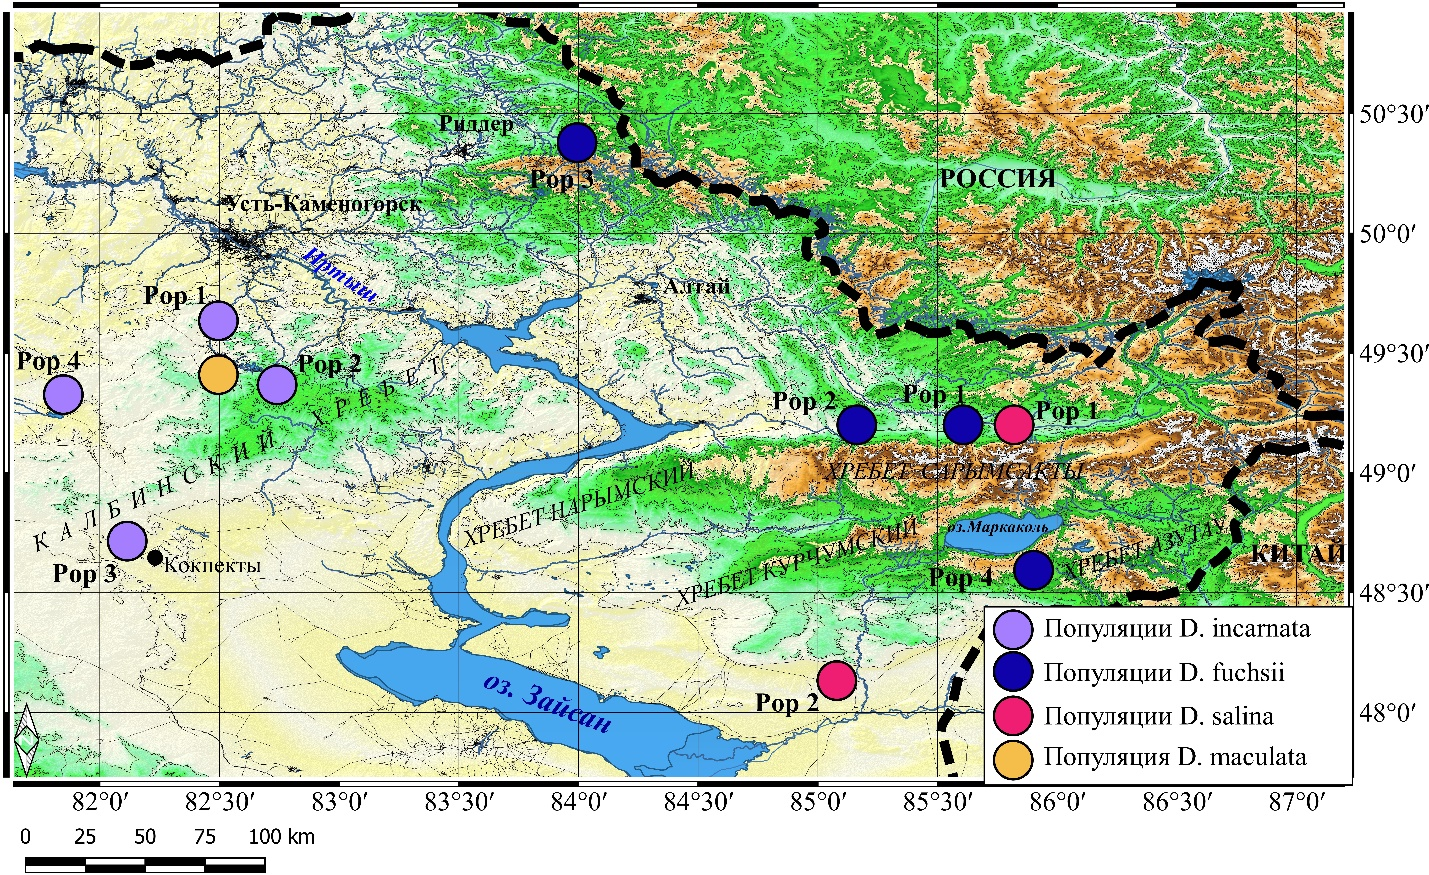 50°30′
Риддер
Pop 3
РОССИЯ
Усть-Каменогорск
50°0′
Иртыш
Алтай
Pop 1
49°30′
Pop 4
Pop 2
ХРЕБЕТ
Pop 2
Pop 1
Pop 1
КАЛБИНСКИЙ
ХРЕБЕТ САРЫМСАКТЫ
49°0′
ХРЕБЕТ НАРЫМСКИЙ
оз.Маркаколь
ХРЕБЕТ КУРЧУМСКИЙ
ХРЕБЕТ АЗУТАУ
КИТАЙ
Pop 3
Кокпекты
Pop 4
48°30′
Популяции D. incarnata
Популяции D. fuchsii
оз. Зайсан
Pop 2
Популяции D. salina
48°0′
Популяция D. maculata
82°0′ 82°30′ 83°0′ 83°30′ 84°0′ 84°30′ 85°0′ 85°30′ 86°0′ 86°30′ 87°0′
0 25 50 75 100 km